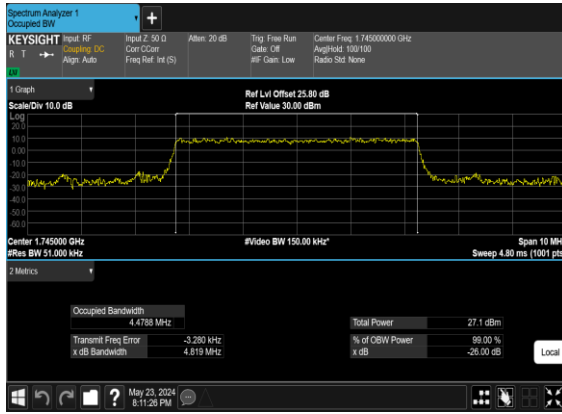 Spectrum Analyzer 1
Occupied BW
+
KEYSIGHT
R T
LW
Input: RF
Coupling: DC
Align: Auto
Input Z: 50 Ω
Corr CCorr
Freq Ref: Int (S)
Atten: 20 dB
Trig: Free Run
Gate: Off
#IF Gain: Low
Center Freq: 1.745000000 GHz
Avg|Hold: 100/100
Radio Std: None
1 Graph
Scale/Div 10.0 dB
Ref Lvl Offset 25.80 dB
Ref Value 30.00 dBm
Log
20.0
10.0
0.00
-10.0
-20.0
-30.0
-40.0
-50.0
-60.0
Center 1.745000 GHz
#Res BW 51.000 kHz
#Video BW 150.00 kHz*
Span 10 MH
Sweep 4.80 ms (1001 pts
2 Metrics
Occupied Bandwidth
4.4788 MHz
Transmit Freq Error -3.280 kHz
x dB Bandwidth 4.819 MHz
Total Power 27.1 dBm
% of OBW Power 99.00 %
x dB -26.00 dB
Local
?
May 23, 2024
8:11:26 PM